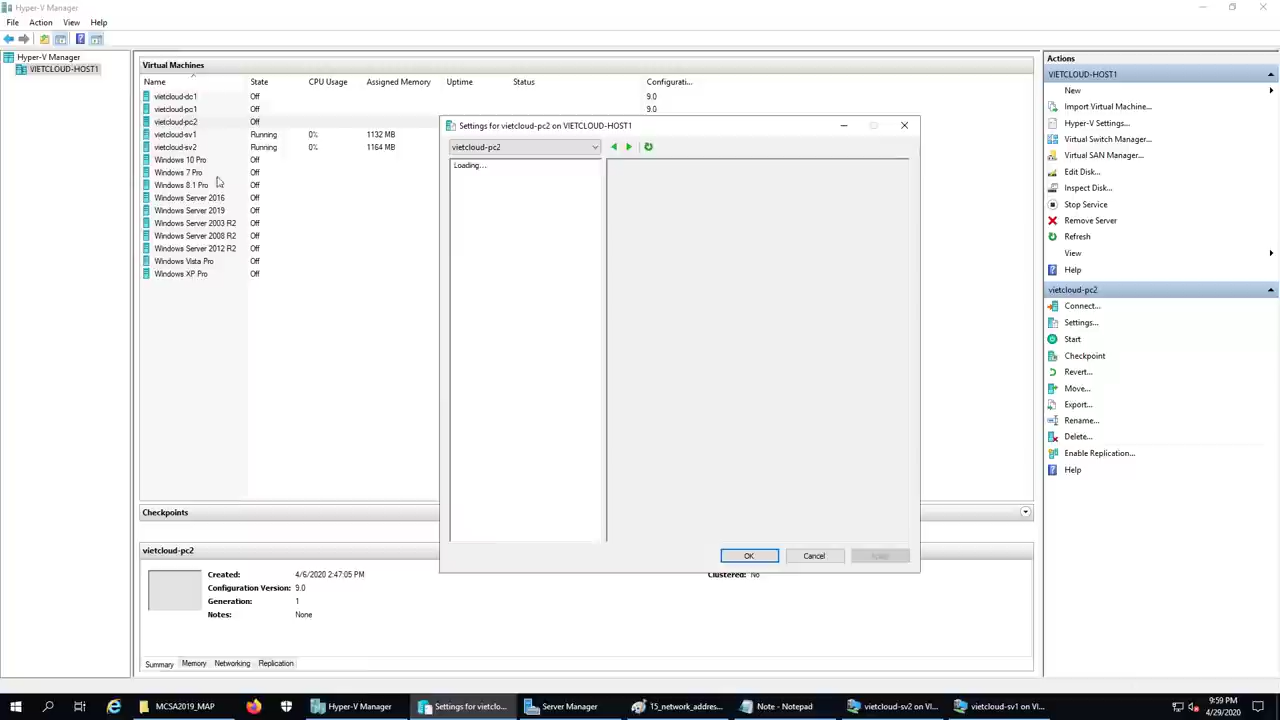 Hyper-V Manager
File Action View Help
Hyper-V Manager
VIETCLOUD-HOST1
Virtual Machines
Name State CPU Usage Assigned Memory Uptime Status Configurati...
vietcloud-dc1 Off 9.0
vietcloud-pc1 Off 9.0
vietcloud-pc2 Off
vietcloud-sv1 Running 0% 1132 MB
vietcloud-sv2 Running 0% 1164 MB
Windows 10 Pro Off
Windows 7 Pro Off
Windows 8.1 Pro Off
Windows Server 2016 Off
Windows Server 2019 Off
Windows Server 2003 R2 Off
Windows Server 2008 R2 Off
Windows Server 2012 R2 Off
Windows Vista Pro Off
Windows XP Pro Off
Settings for vietcloud-pc2 on VIETCLOUD-HOST1
vietcloud-pc2
Loading...
OK Cancel Apply
Checkpoints
vietcloud-pc2
Created: 4/6/2020 2:47:05 PM
Configuration Version: 9.0
Generation: 1
Notes: None
Clustered: No
Summary Memory Networking Replication
Actions
VIETCLOUD-HOST1
New
Import Virtual Machine...
Hyper-V Settings...
Virtual Switch Manager...
Virtual SAN Manager...
Edit Disk...
Inspect Disk...
Stop Service
Remove Server
Refresh
View
Help
vietcloud-pc2
Connect...
Settings...
Start
Checkpoint
Revert...
Move...
Export...
Rename...
Delete...
Enable Replication...
Help
MCSA2019_MAP Hyper-V Manager Settings for vietclo... Server Manager 15_network_addres... Note - Notepad vietcloud-sv2 on VI... vietcloud-sv1 on VI...
9:59 PM
4/29/2020